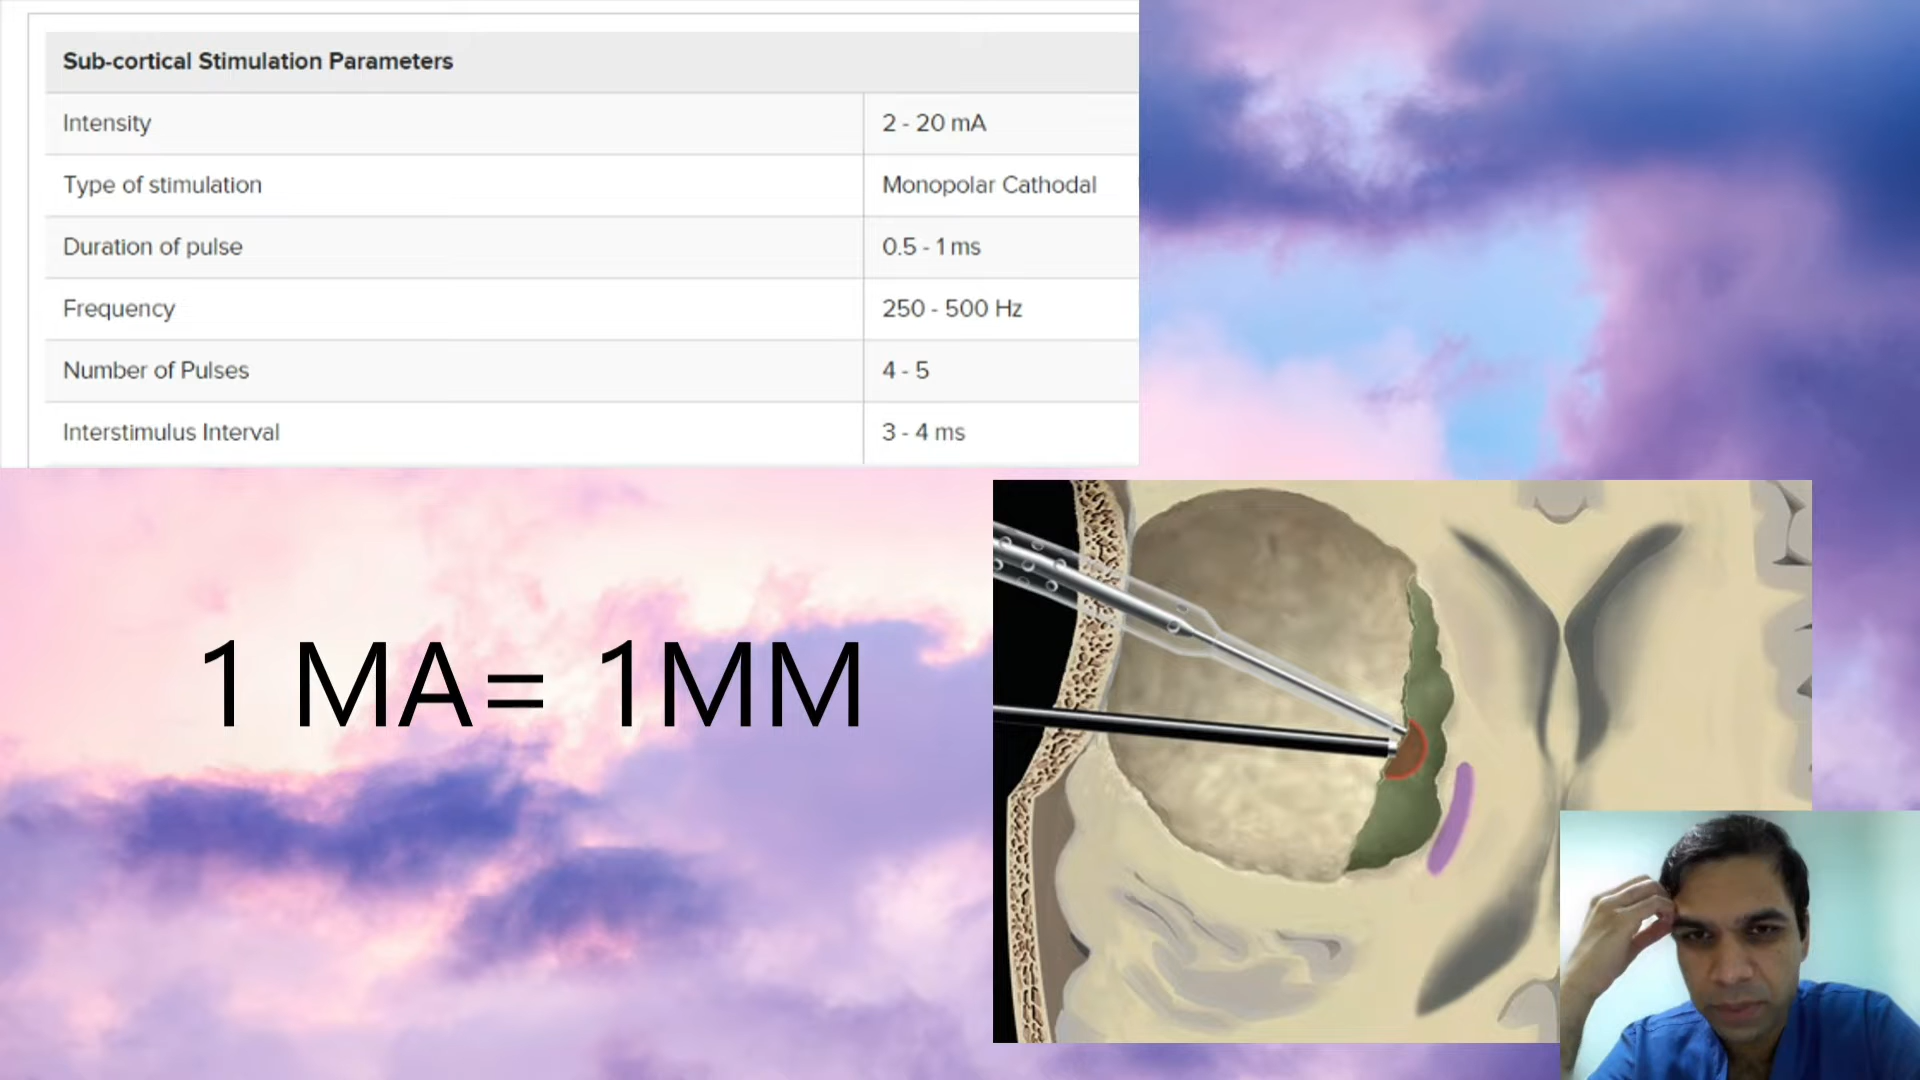 Sub-cortical Stimulation Parameters
Intensity 2 - 20 mA
Type of stimulation Monopolar Cathodal
Duration of pulse 0.5 - 1 ms
Frequency 250 - 500 Hz
Number of Pulses 4 - 5
Interstimulus Interval 3 - 4 ms
1 MA= 1MM